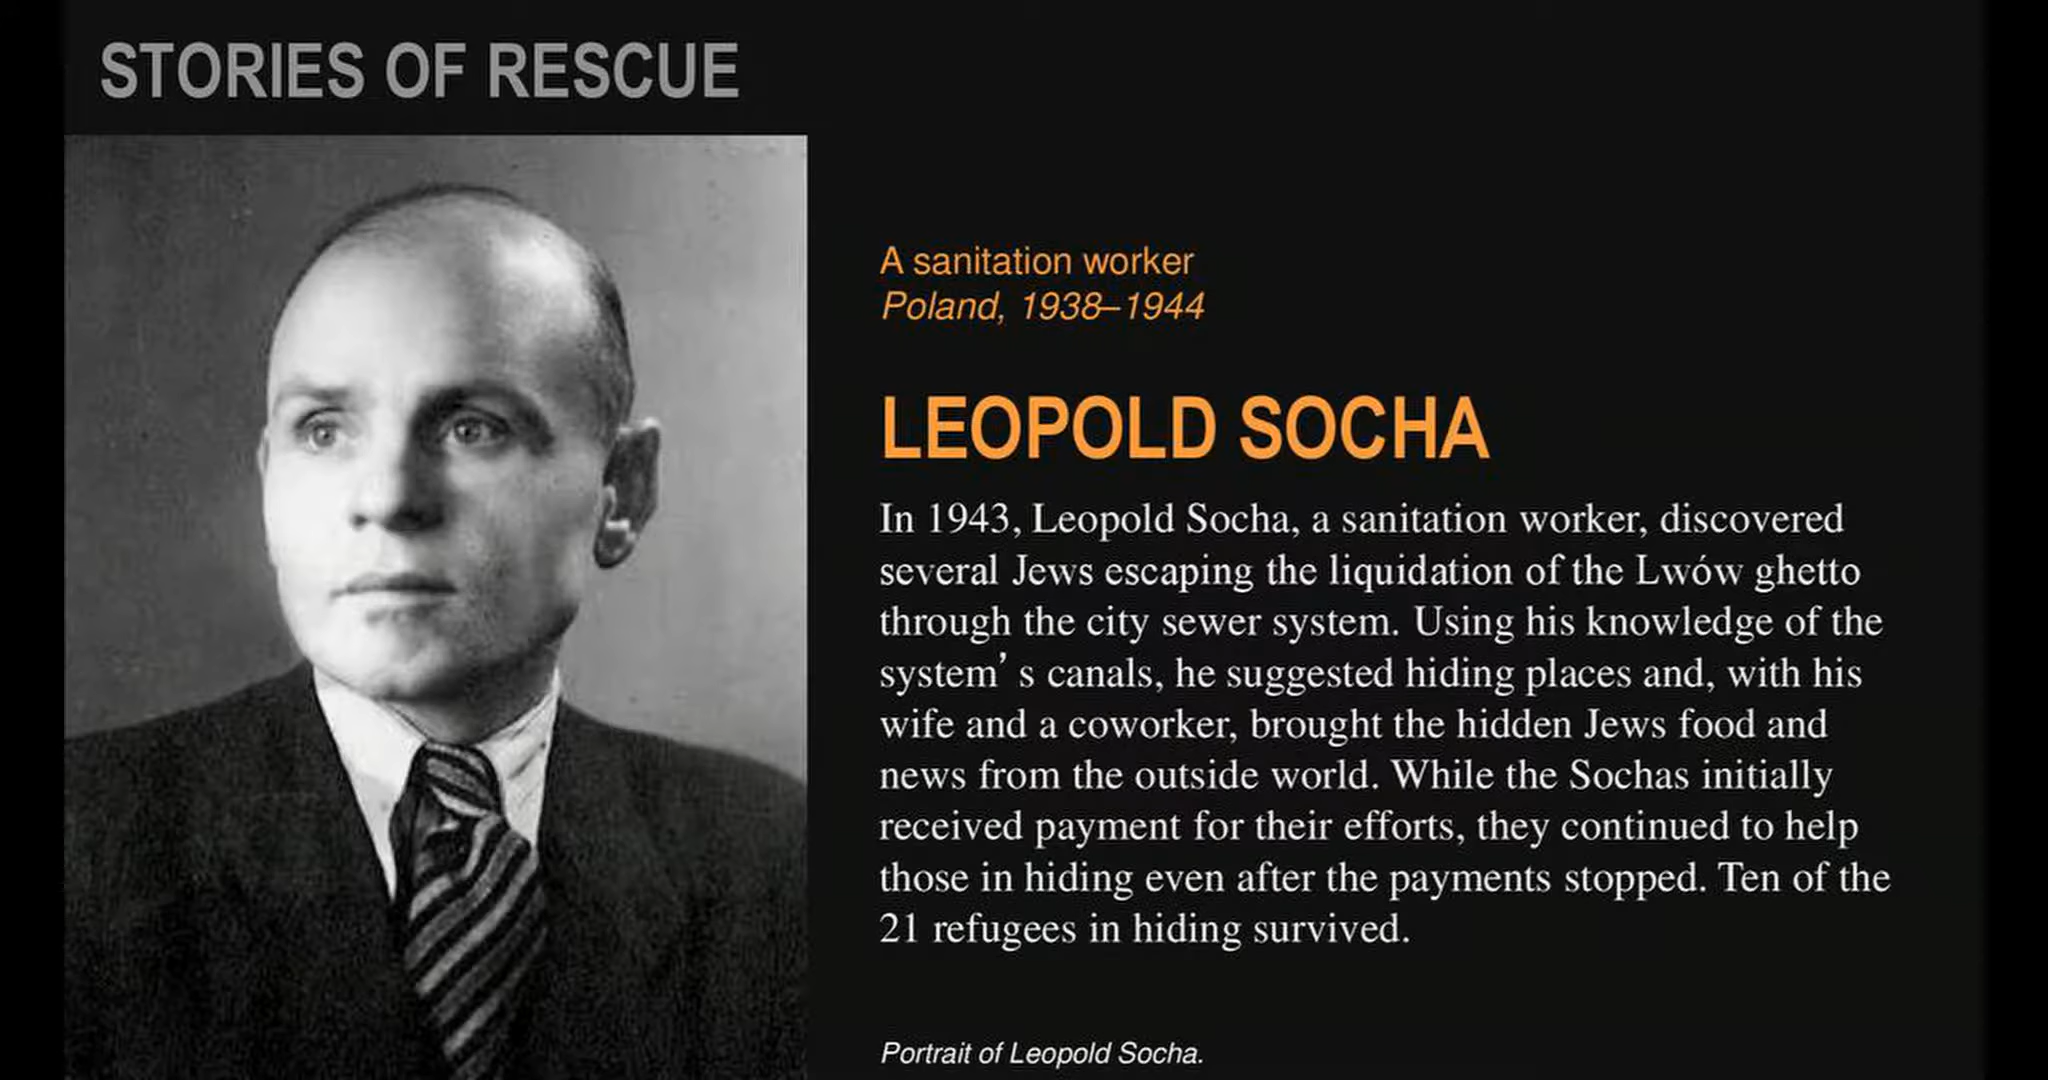 STORIES OF RESCUE
A sanitation worker
Poland, 1938–1944
LEOPOLD SOCHA
In 1943, Leopold Socha, a sanitation worker, discovered
several Jews escaping the liquidation of the Lwów ghetto
through the city sewer system. Using his knowledge of the
system’ s canals, he suggested hiding places and, with his
wife and a coworker, brought the hidden Jews food and
news from the outside world. While the Sochas initially
received payment for their efforts, they continued to help
those in hiding even after the payments stopped. Ten of the
21 refugees in hiding survived.
Portrait of Leopold Socha.